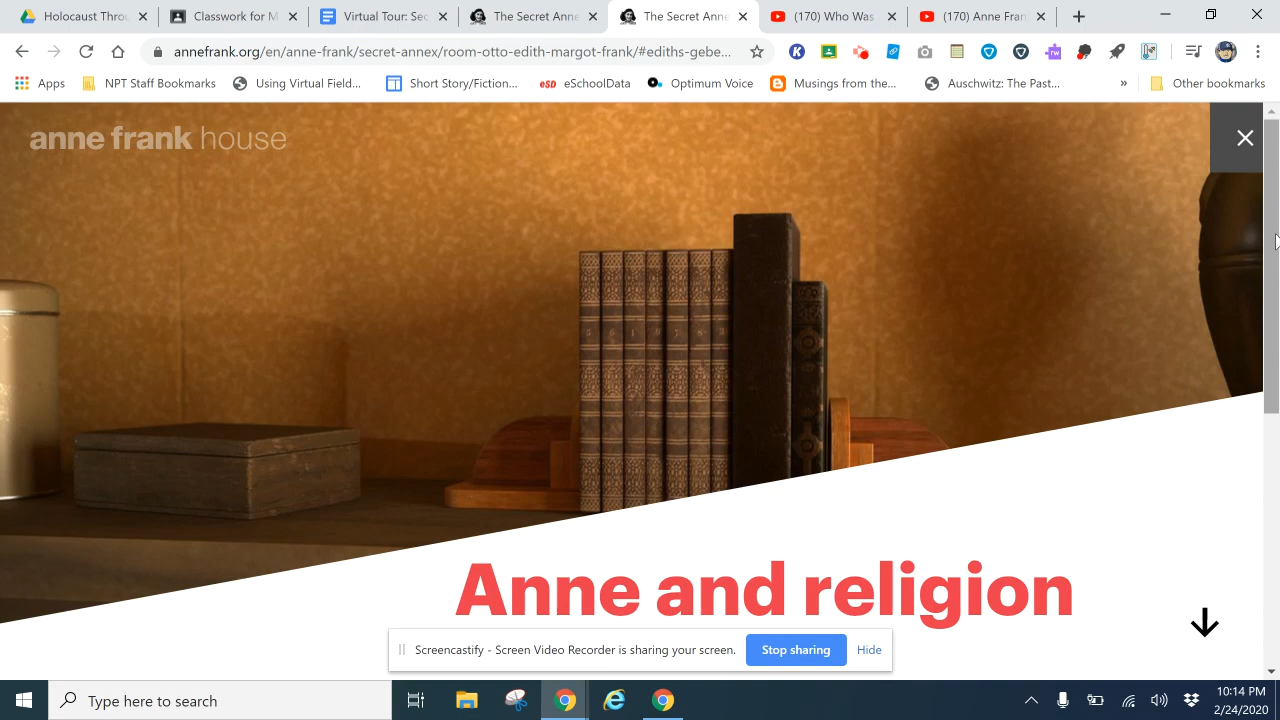 Holocaust Throu
Classwork for M
Virtual Tour: Sec
The Secret Anne
The Secret Anne
(170) Who Was
(170) Anne Fran
annefrank.org/en/anne-frank/secret-annex/room-otto-edith-margot-frank/#ediths-gebe...
Apps
NPT Staff Bookmarks
Using Virtual Field...
Short Story/Fiction...
esd eSchoolData
Optimum Voice
Musings from the...
Auschwitz: The Past...
»
Other bookmarks
anne frank house
Anne and religion
Screencastify - Screen Video Recorder is sharing your screen.
Stop sharing
Hide
Type here to search
10:14 PM
2/24/2020